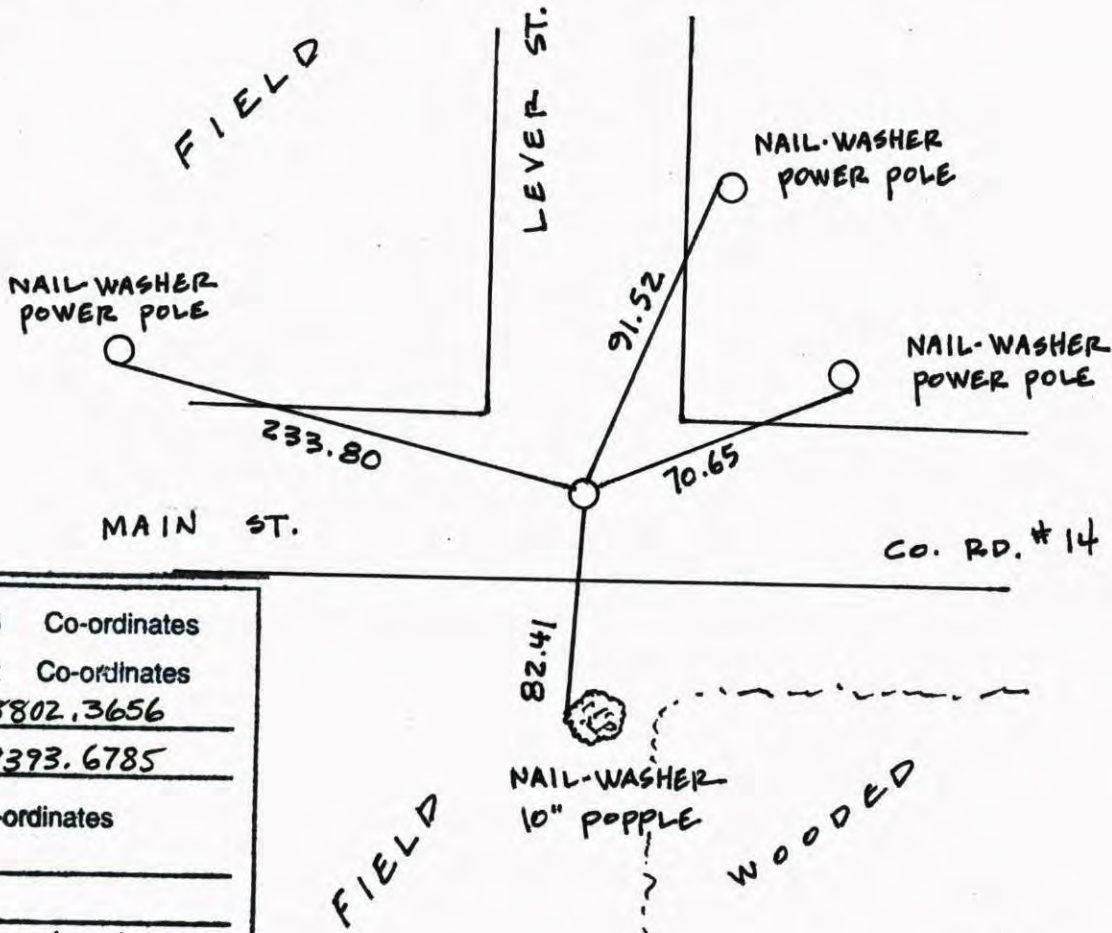 FIELD
LEVER ST.
NAIL-WASHER
POWER POLE
NAIL-WASHER
POWER POLE
91.52
NAIL-WASHER
POWER POLE
233.80
70.65
MAIN ST.
CO. RD. # 14
Co-ordinates
Co-ordinates
802.3656
393.6785
ordinates
82.41
NAIL-WASHER
10" POPPLE
FIELD
WOODED